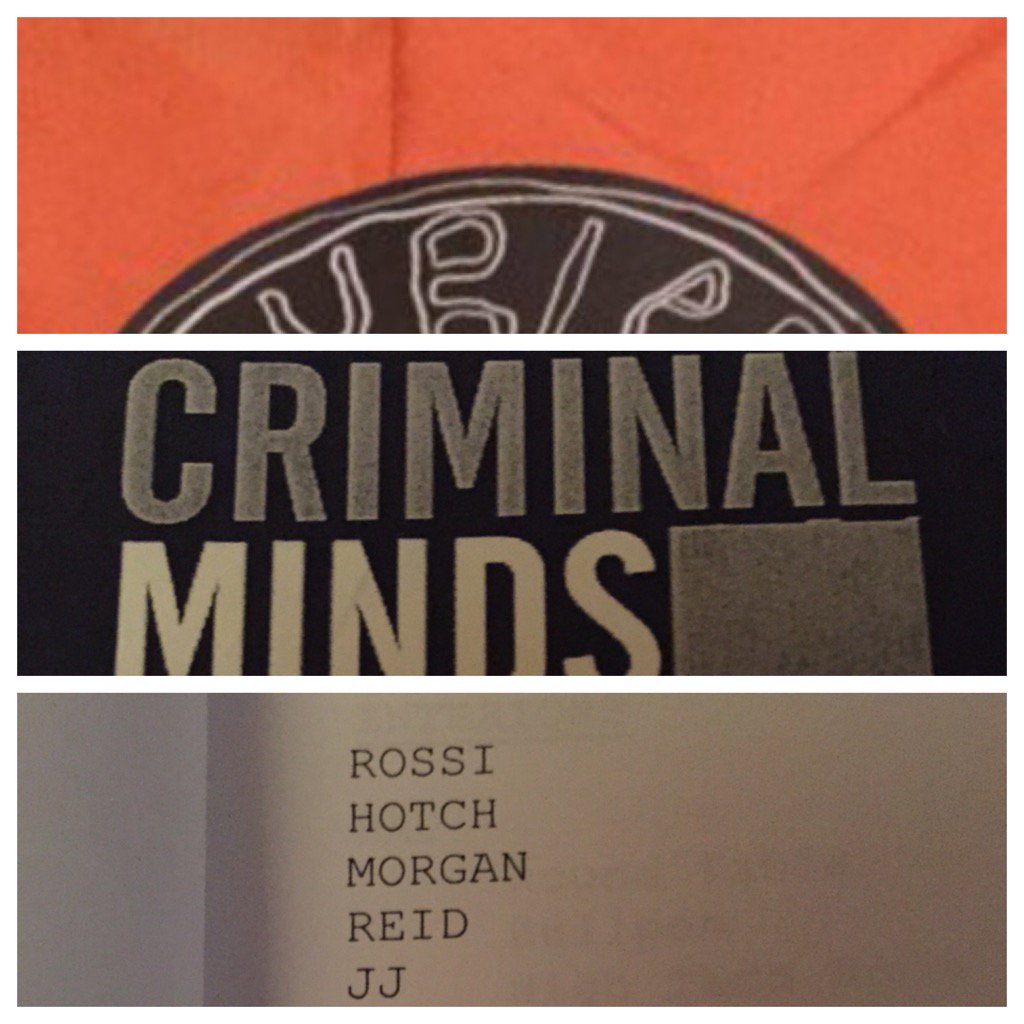 CRIMINAL
MINDS
ROSSI
HOTCH
MORGAN
REID
JJ